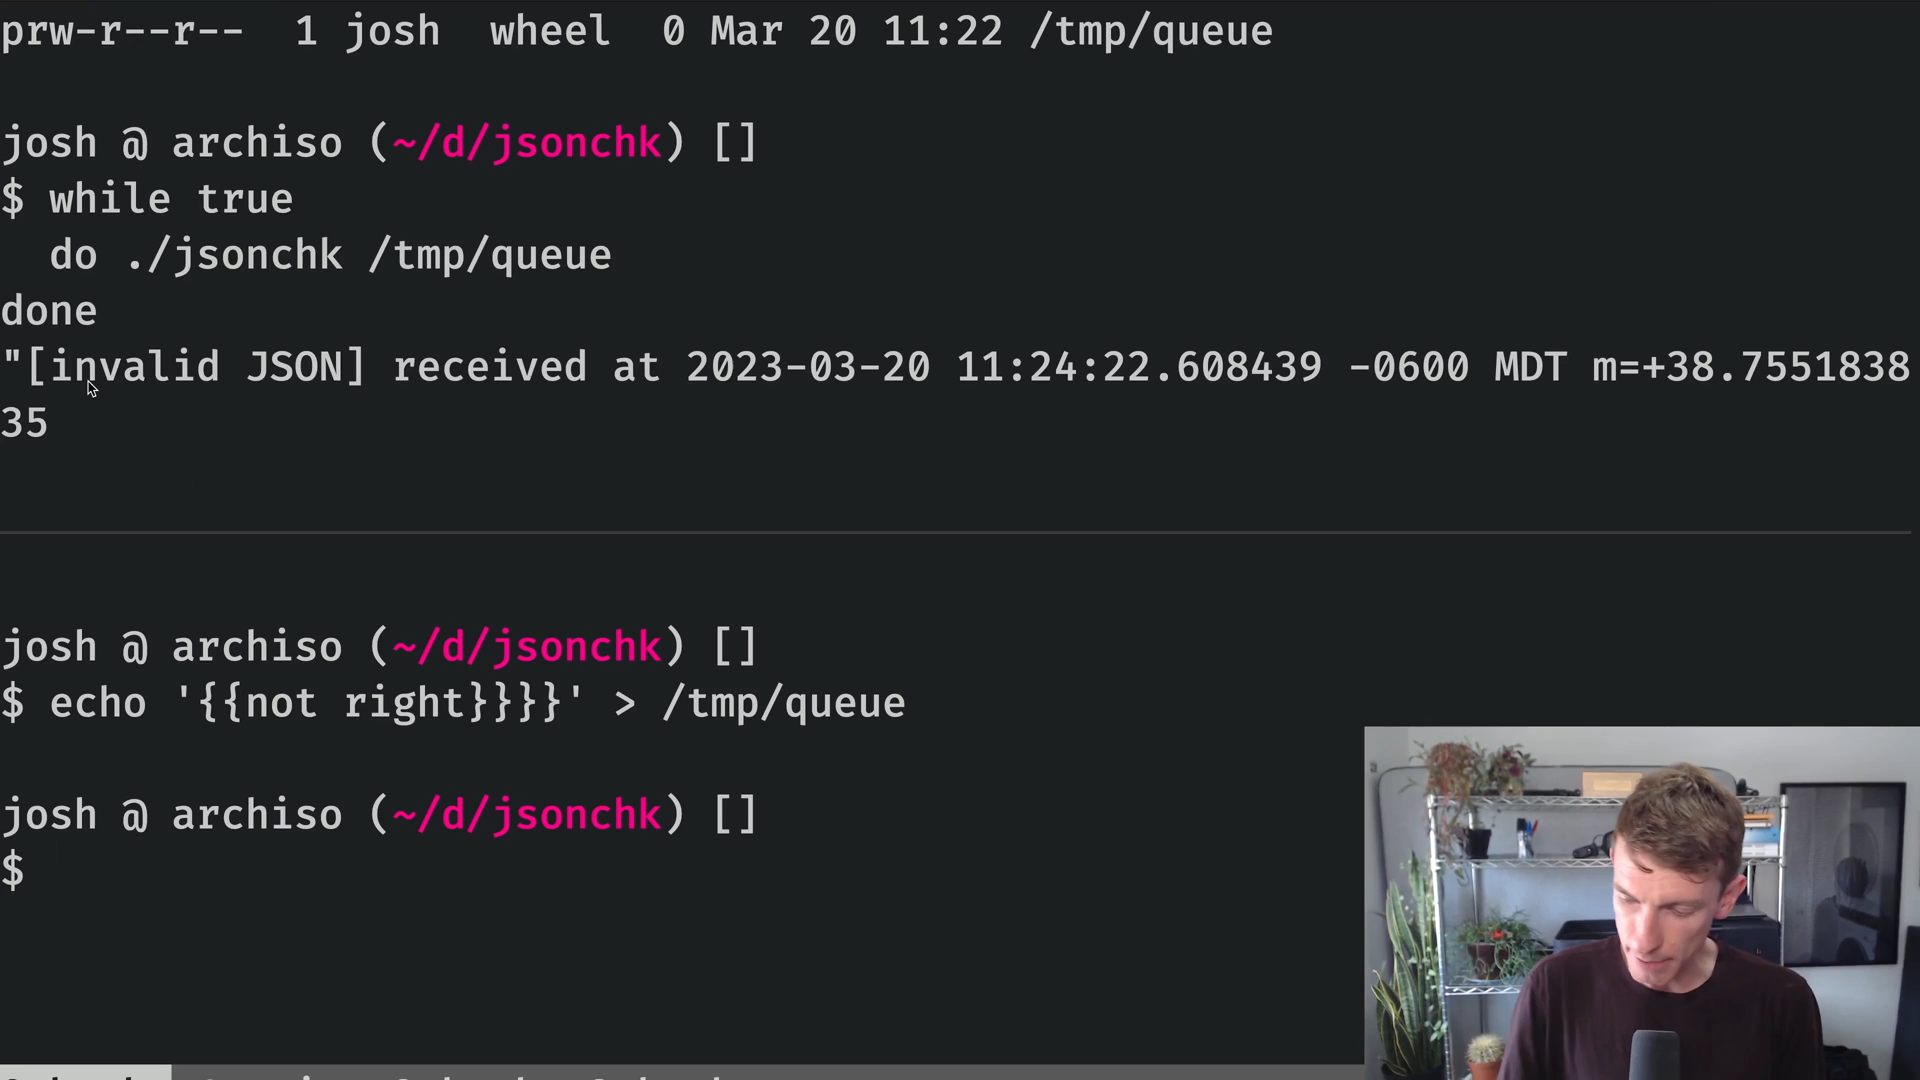 prw-r--r--  1 josh  wheel  0 Mar 20 11:22 /tmp/queue
josh @ archiso (~/d/jsonchk) []
$ while true
  do ./jsonchk /tmp/queue
done
"[invalid JSON] received at 2023-03-20 11:24:22.608439 -0600 MDT m=+38.7551838
35
josh @ archiso (~/d/jsonchk) []
$ echo '{{not right}}}}' > /tmp/queue
josh @ archiso (~/d/jsonchk) []
$